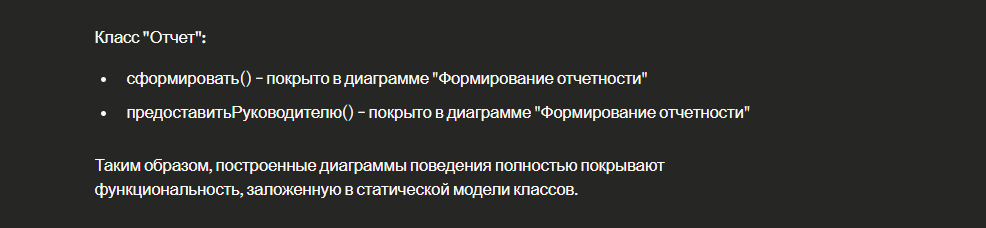 Класс "Отчет":
• сформировать() – покрыто в диаграмме "Формирование отчетности"
• предоставитьРуководителю() – покрыто в диаграмме "Формирование отчетности"
Таким образом, построенные диаграммы поведения полностью покрывают
функциональность, заложенную в статической модели классов.